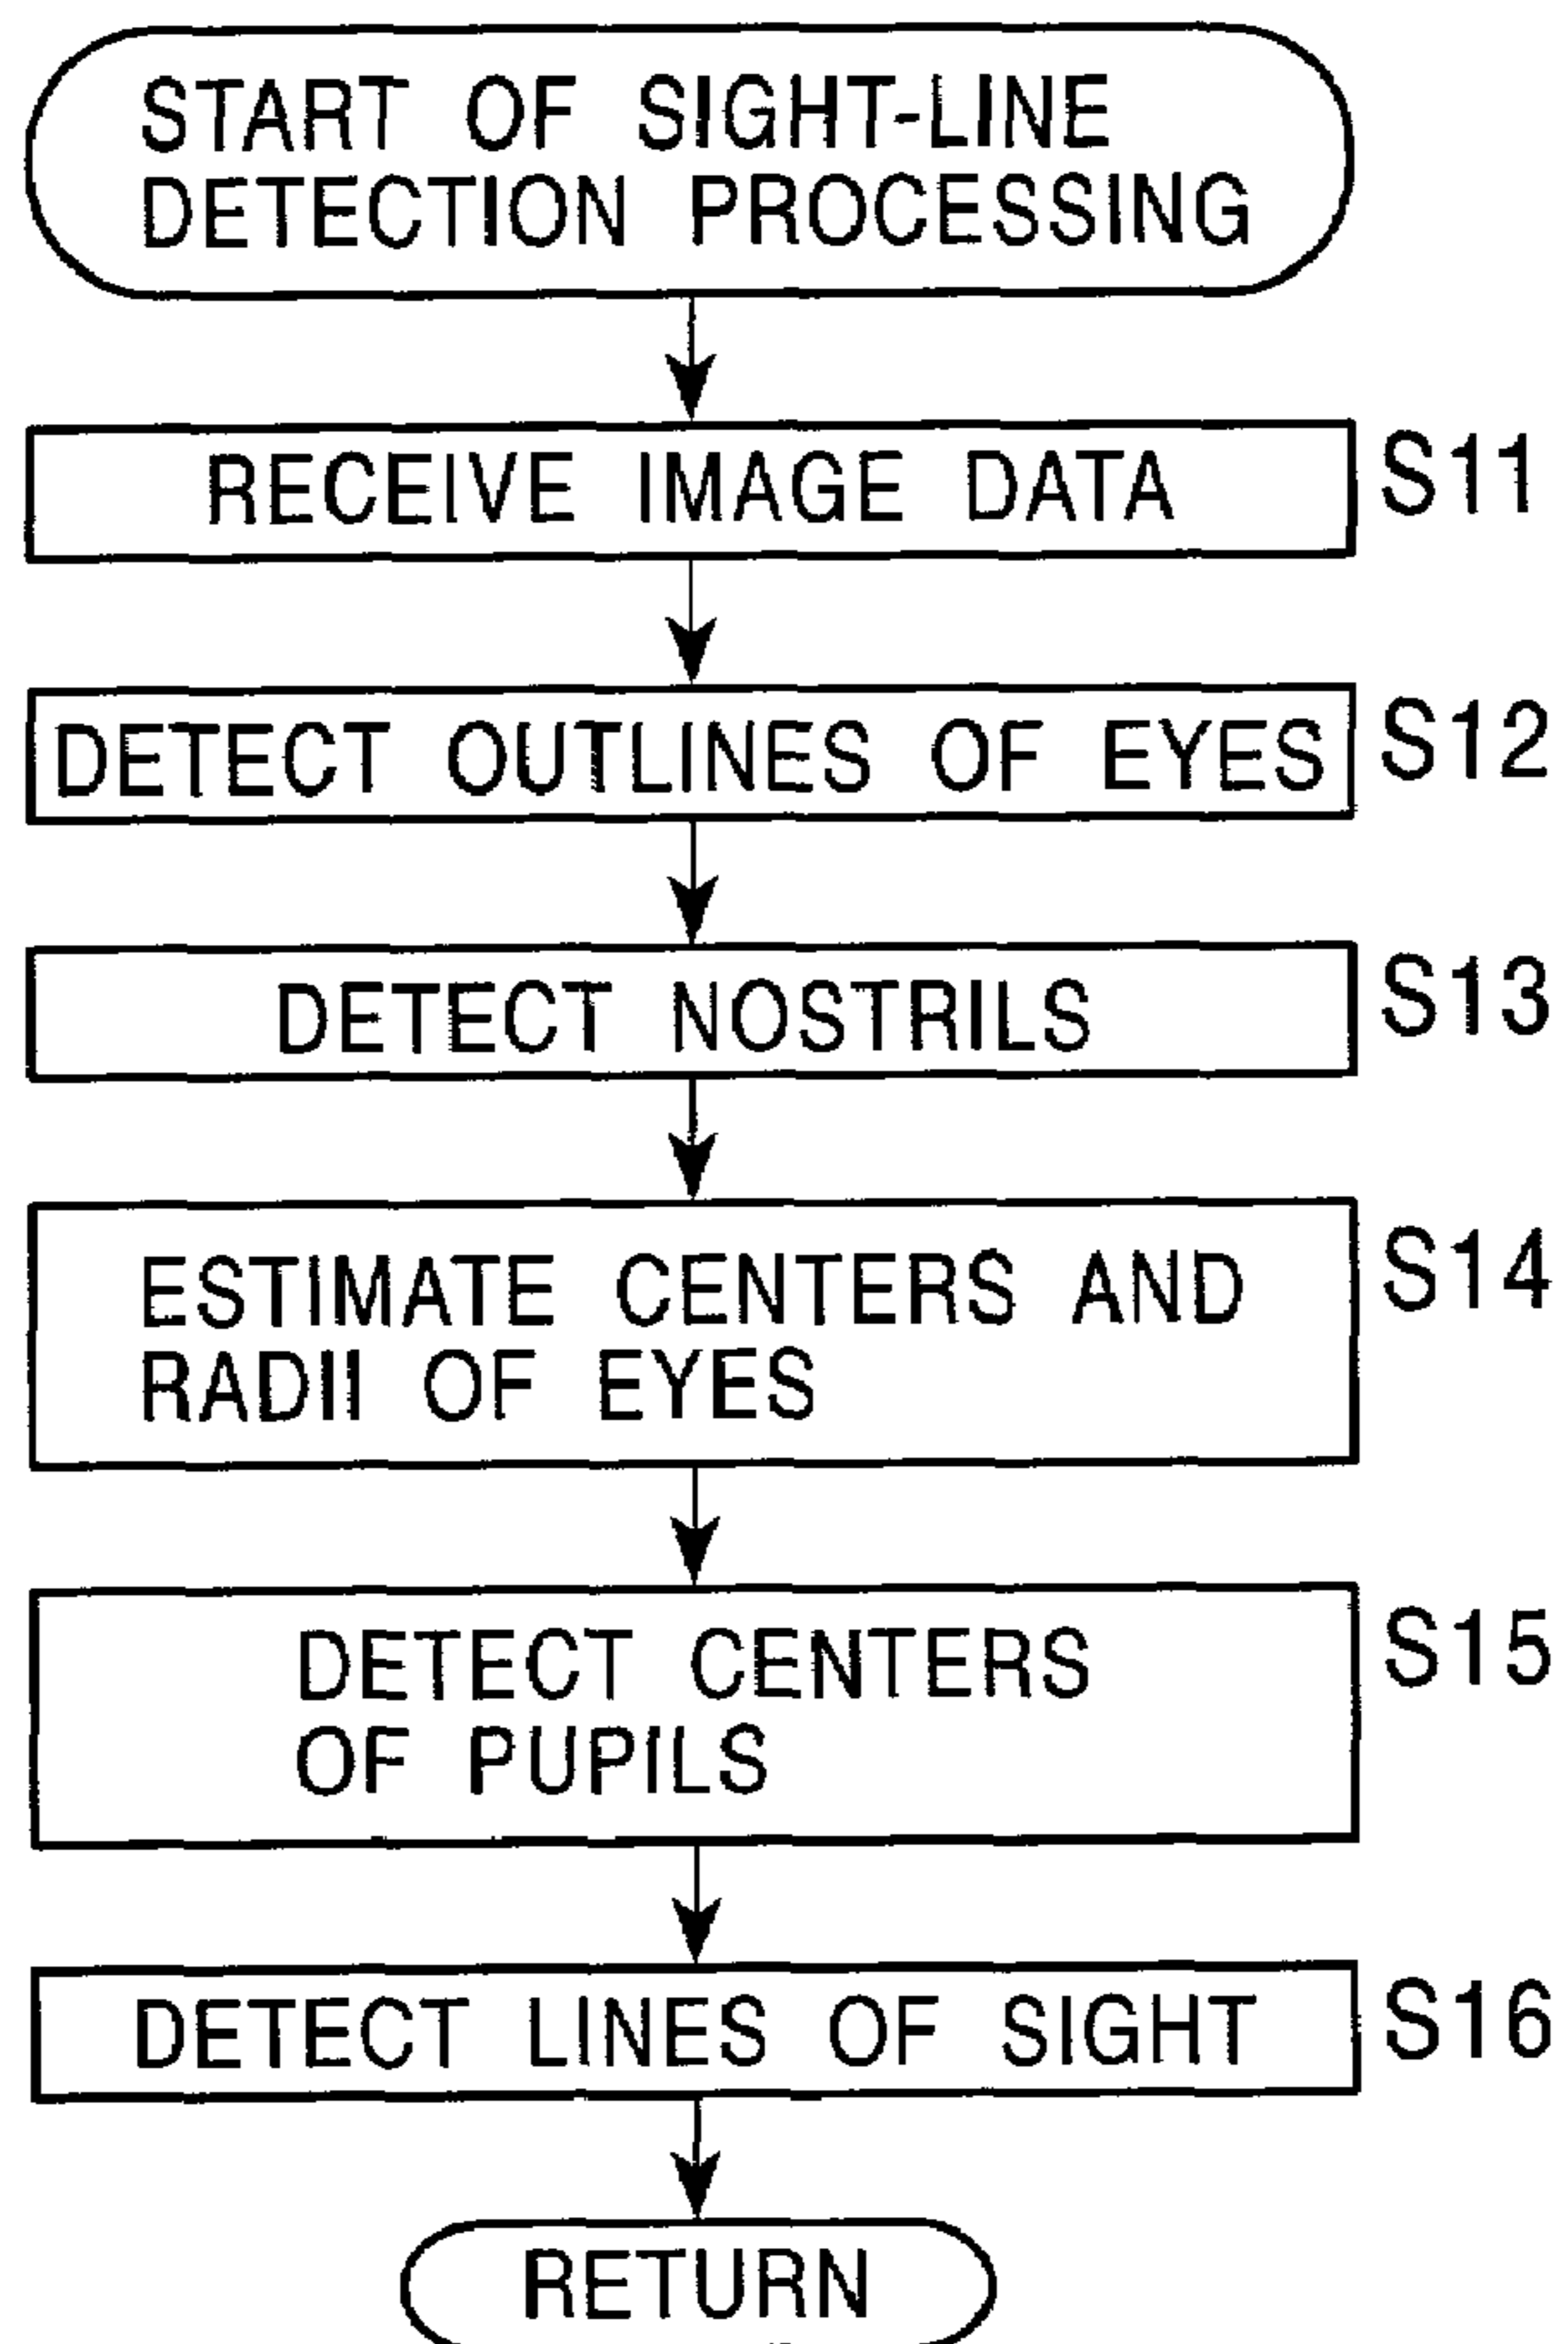 START OF SIGHT-LINE
DETECTION PROCESSING
RECEIVE IMAGE DATA S11
DETECT OUTLINES OF EYES S12
DETECT NOSTRILS S13
ESTIMATE CENTERS AND S14
RADII OF EYES
DETECT CENTERS S15
OF PUPILS
DETECT LINES OF SIGHT S16
RETURN